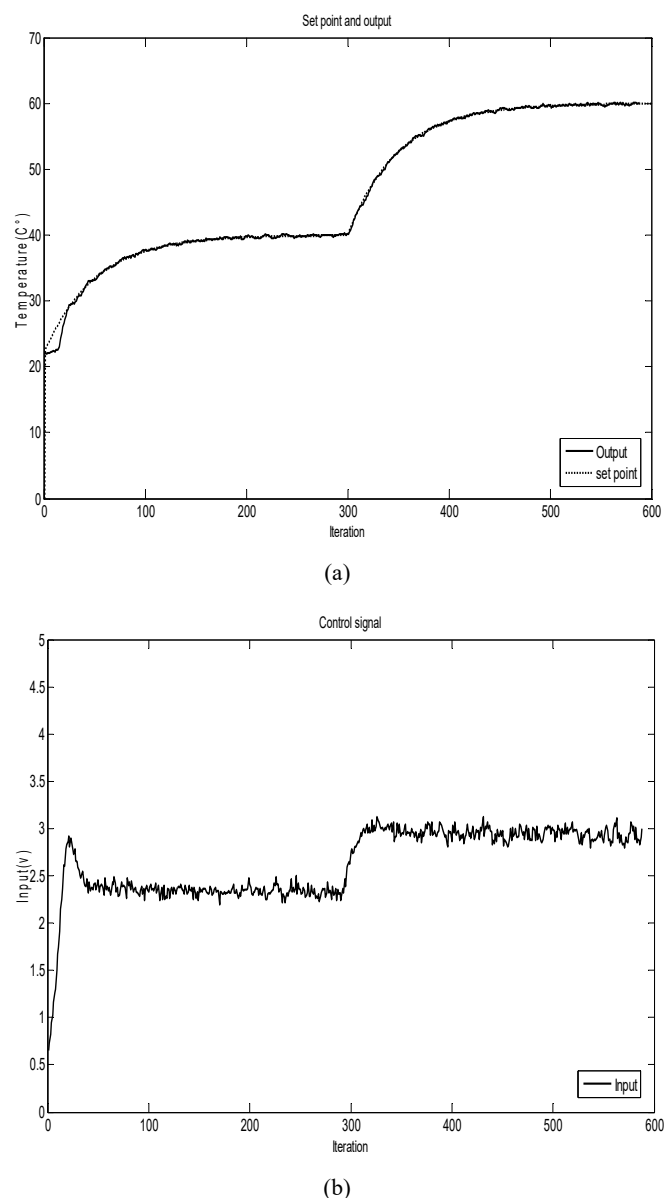 Set point and output
70
60
50
40
30
20
10
0
Temperature(C°)
0 100 200 300 400 500 600
Iteration
Output
set point
(a)
Control signal
5
4.5
4
3.5
3
2.5
2
1.5
1
0.5
0
Input(v)
0 100 200 300 400 500 600
Iteration
Input
(b)